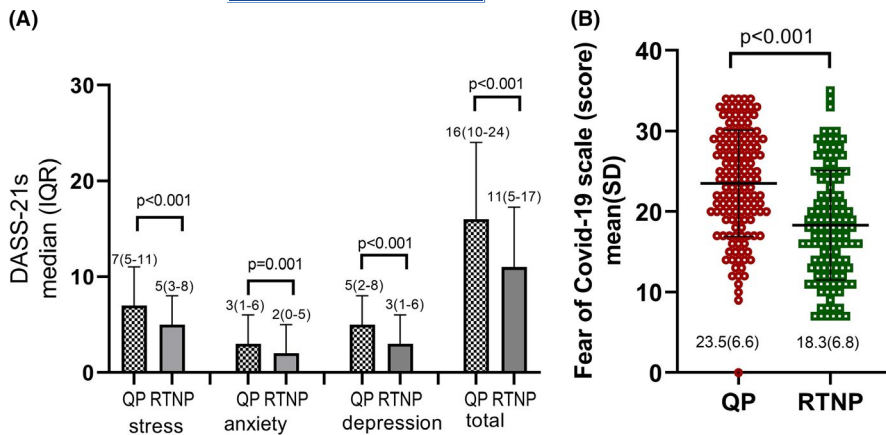 (A)
DASS-21s
median (IQR)
30
20
10
0
p<0.001
7(5-11)
5(3-8)
p=0.001
3(1-6)
2(0-5)
p<0.001
5(2-8)
3(1-6)
p<0.001
16(10-24)
11(5-17)
QP RTNP QP RTNP QP RTNP QP RTNP
stress anxiety depression total
(B)
Fear of Covid-19 scale (score)
mean(SD)
p<0.001
40
30
20
10
0
23.5(6.6)
18.3(6.8)
QP RTNP